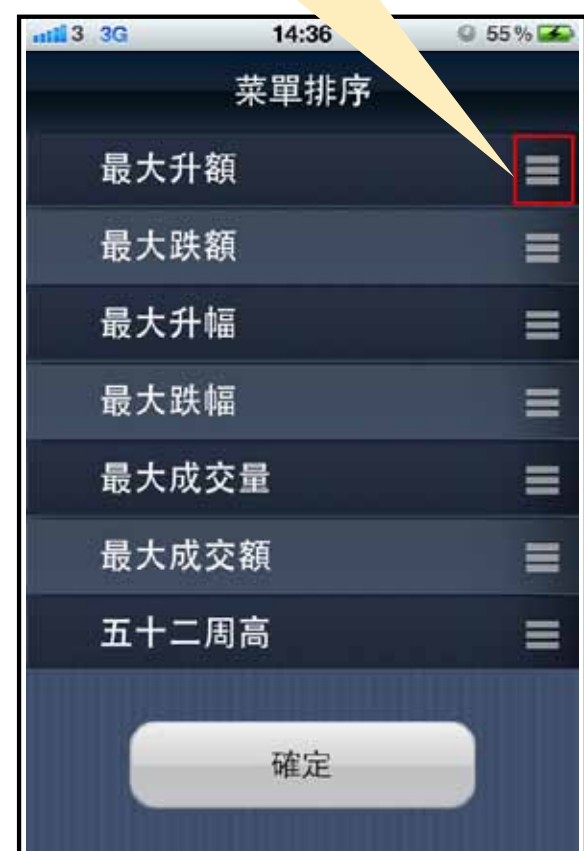 3 3G 14:36 55%
菜單排序
最大升額
最大跌額
最大升幅
最大跌幅
最大成交量
最大成交額
五十二周高
確定